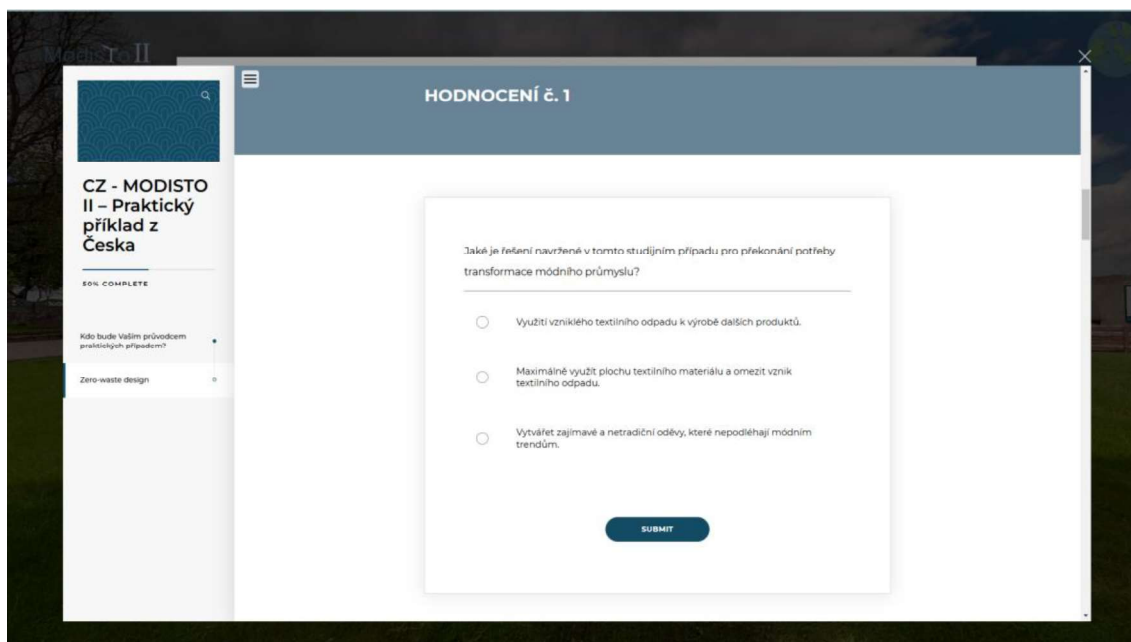 ModisTo II
HODNOCENÍ č. 1
CZ - MODISTO
II – Praktický
příklad z
Česka
50% COMPLETE
Kdo bude Vaším průvodcem
praktických případem?
Zero-waste design
Jaké je řešení navržené v tomto studijním případu pro překonání potřeby
transformace módního průmyslu?
Využití vzniklého textilního odpadu k výrobě dalších produktů.
Maximálně využít plochu textilního materiálu a omezit vznik
textilního odpadu.
Vytvářet zajímavé a netradiční oděvy, které nepodléhají módním
trendům.
SUBMIT